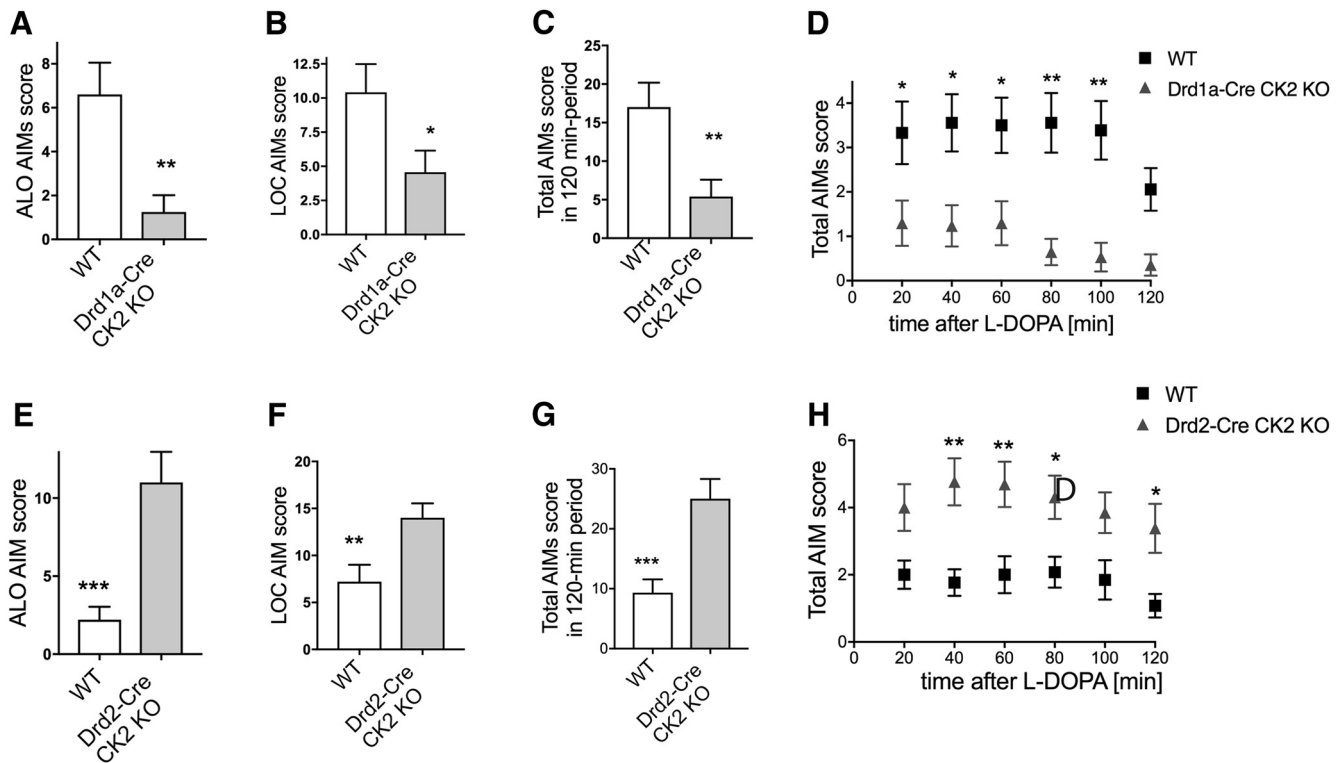 A
ALO AIMs score
8
6
4
2
0
**
WT
Drd1a-Cre
CK2 KO
B
LOC AIMs score
12.5
10.0
7.5
5.0
2.5
0.0
*
WT
Drd1a-Cre
CK2 KO
C
Total AIMs score
in 120 min-period
25
20
15
10
5
0
**
WT
Drd1a-Cre
CK2 KO
D
WT
Drd1a-Cre CK2 KO
Total AIMs score
4
3
2
1
0
* * * ** **
0 20 40 60 80 100 120
time after L-DOPA [min]
E
ALO AIM score
10
5
0
***
WT
Drd2-Cre
CK2 KO
F
LOC AIM score
20
15
10
5
0
**
WT
Drd2-Cre
CK2 KO
G
Total AIMs score
in 120-min period
30
20
10
0
***
WT
Drd2-Cre
CK2 KO
H
WT
Drd2-Cre CK2 KO
Total AIM score
6
4
2
0
** ** * *
D
0 20 40 60 80 100 120
time after L-DOPA [min]